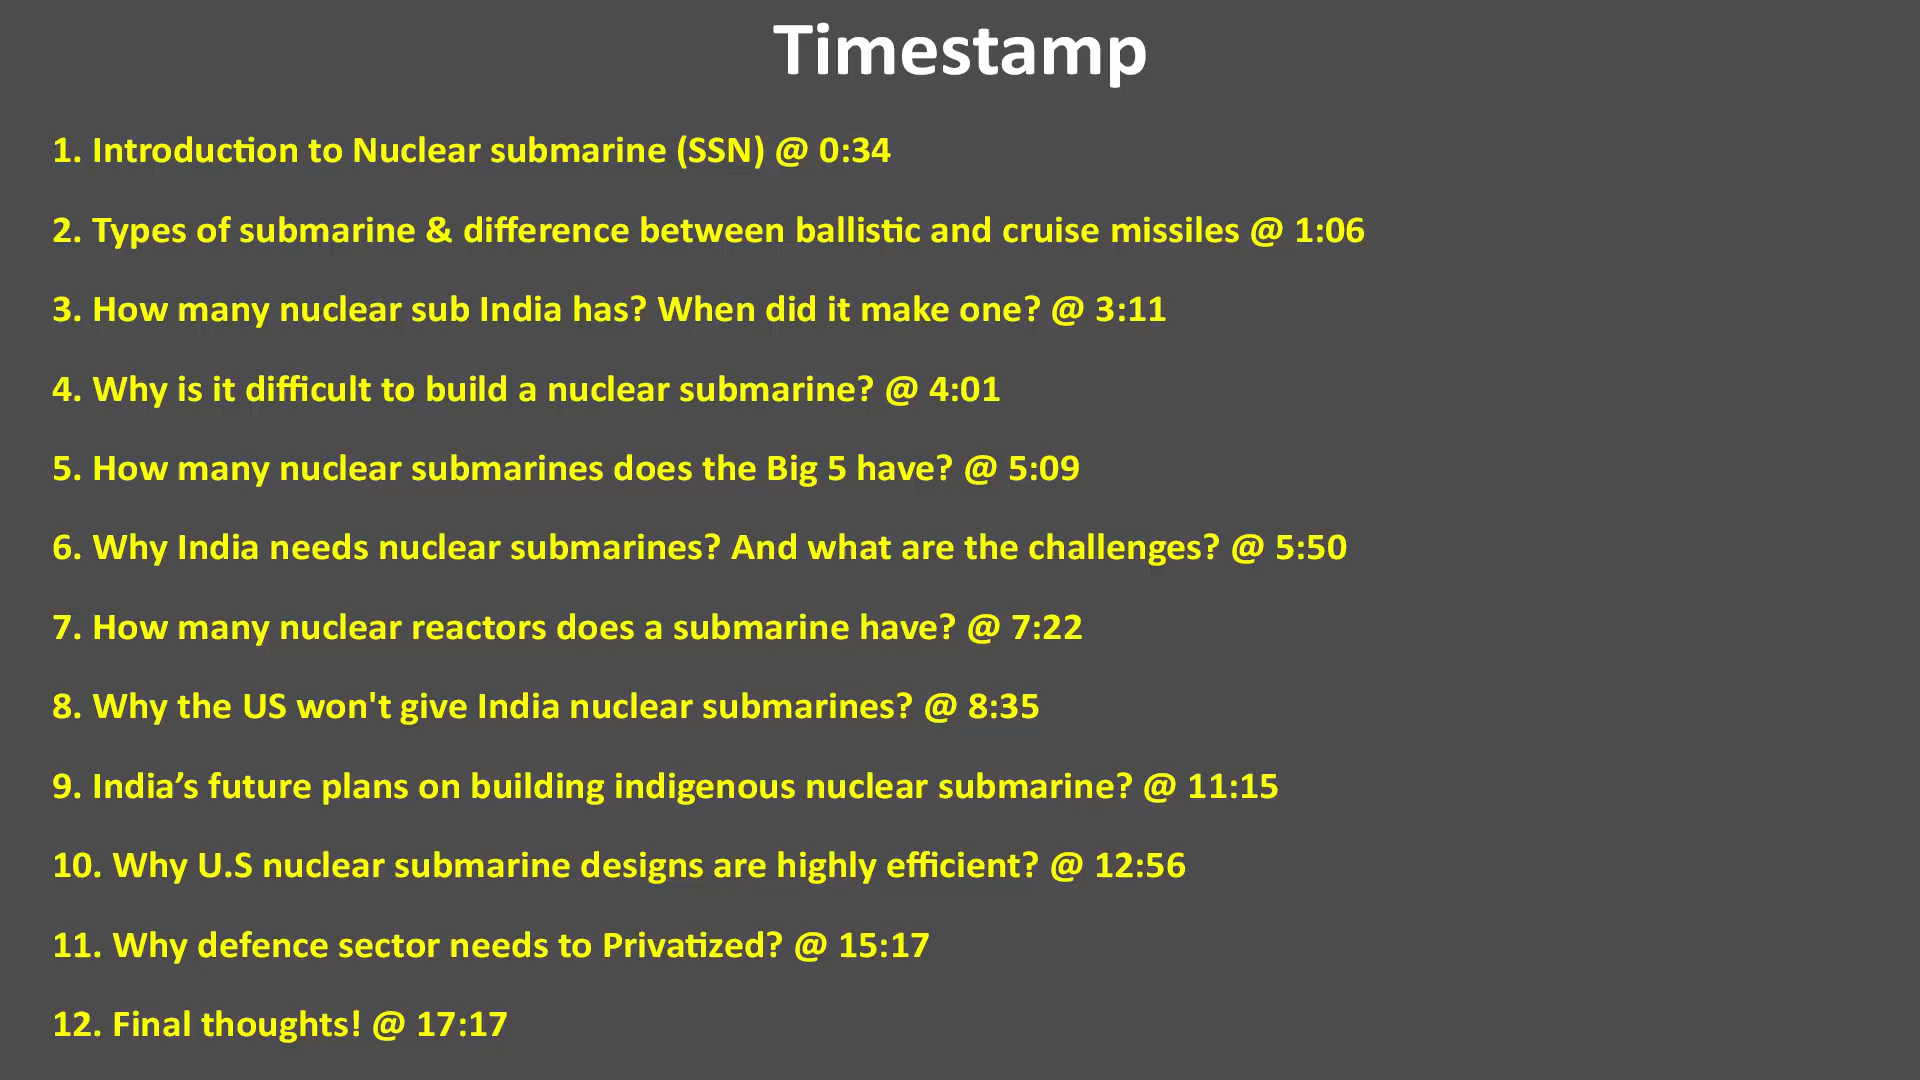 Timestamp
1. Introduction to Nuclear submarine (SSN) @ 0:34
2. Types of submarine & difference between ballistic and cruise missiles @ 1:06
3. How many nuclear sub India has? When did it make one? @ 3:11
4. Why is it difficult to build a nuclear submarine? @ 4:01
5. How many nuclear submarines does the Big 5 have? @ 5:09
6. Why India needs nuclear submarines? And what are the challenges? @ 5:50
7. How many nuclear reactors does a submarine have? @ 7:22
8. Why the US won't give India nuclear submarines? @ 8:35
9. India’s future plans on building indigenous nuclear submarine? @ 11:15
10. Why U.S nuclear submarine designs are highly efficient? @ 12:56
11. Why defence sector needs to Privatized? @ 15:17
12. Final thoughts! @ 17:17